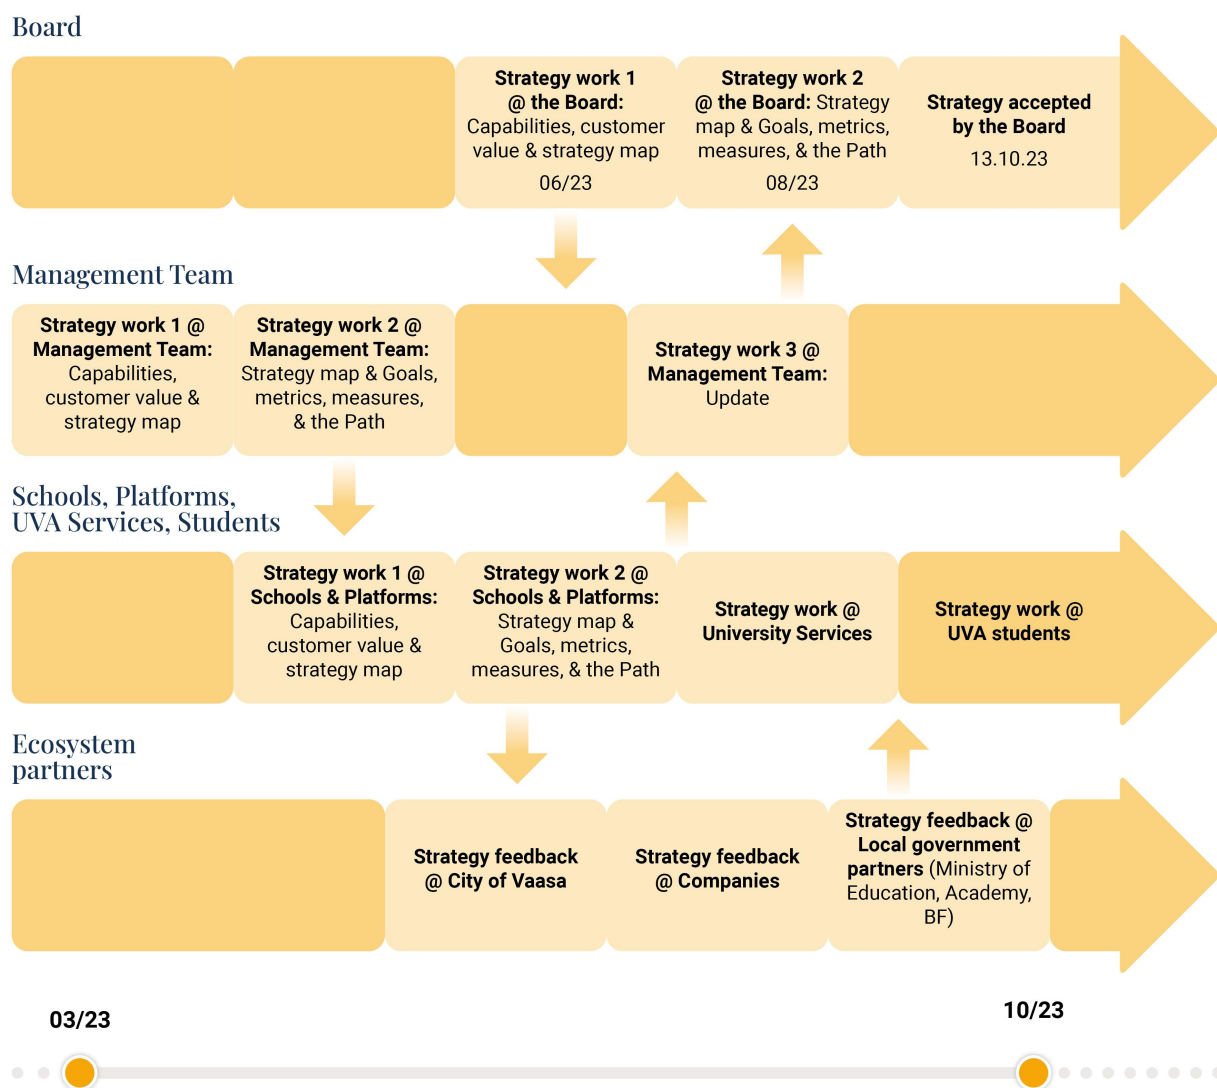 Board
Strategy work 1
@ the Board:
Capabilities, customer
value & strategy map
06/23
Strategy work 2
@ the Board: Strategy
map & Goals, metrics,
measures, & the Path
08/23
Strategy accepted
by the Board
13.10.23
Management Team
Strategy work 1 @
Management Team:
Capabilities,
customer value &
strategy map
Strategy work 2 @
Management Team:
Strategy map & Goals,
metrics, measures,
& the Path
Strategy work 3 @
Management Team:
Update
Schools, Platforms,
UVA Services, Students
Strategy work 1 @
Schools & Platforms:
Capabilities,
customer value &
strategy map
Strategy work 2 @
Schools & Platforms:
Strategy map &
Goals, metrics,
measures, & the Path
Strategy work @
University Services
Strategy work @
UVA students
Ecosystem
partners
Strategy feedback
@ City of Vaasa
Strategy feedback
@ Companies
Strategy feedback @
Local government
partners (Ministry of
Education, Academy,
BF)
03/23
10/23